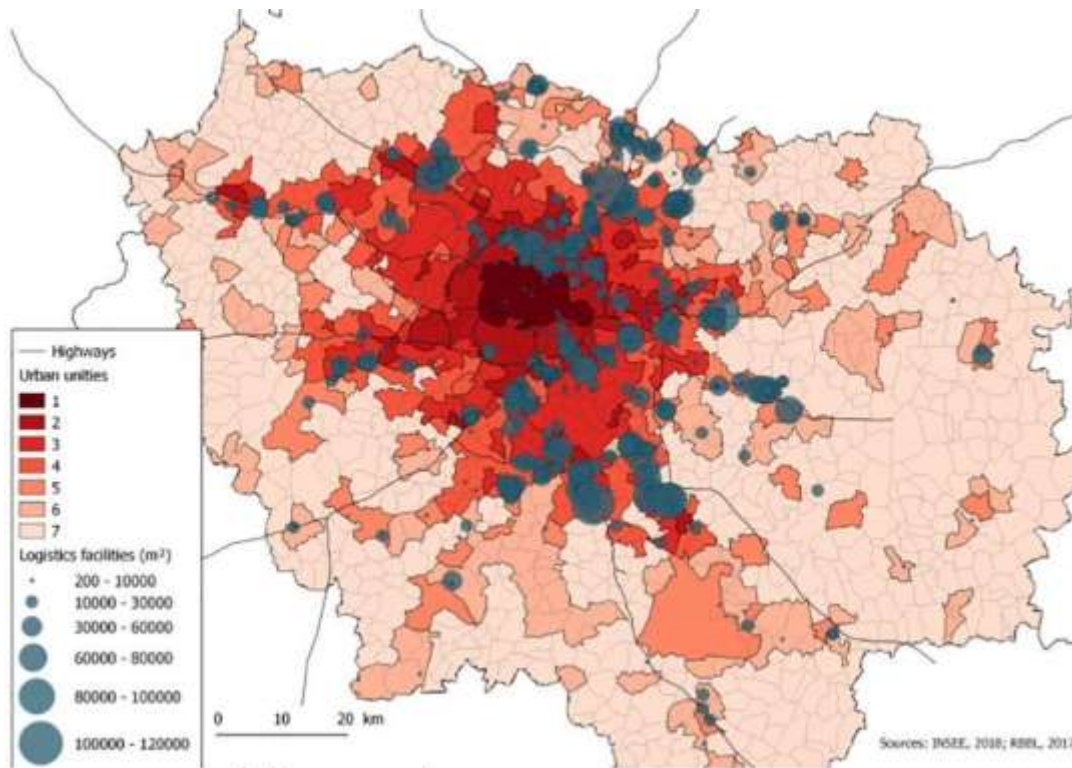 Highways
Urban unities
1
2
3
4
5
6
7
Logistics facilities (m²)
200 - 10000
10000 - 30000
30000 - 60000
60000 - 80000
80000 - 100000
100000 - 120000
0 10 20 km
Sources: INSEE, 2018; RBBL, 2017